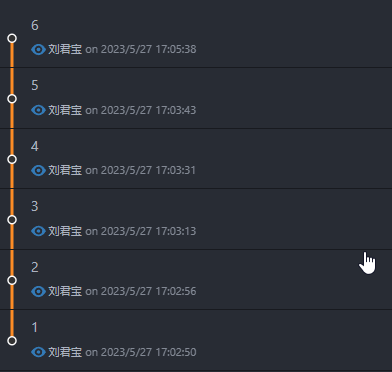 6
刘君宝 on 2023/5/27 17:05:38
5
刘君宝 on 2023/5/27 17:03:43
4
刘君宝 on 2023/5/27 17:03:31
3
刘君宝 on 2023/5/27 17:03:13
2
刘君宝 on 2023/5/27 17:02:56
1
刘君宝 on 2023/5/27 17:02:50